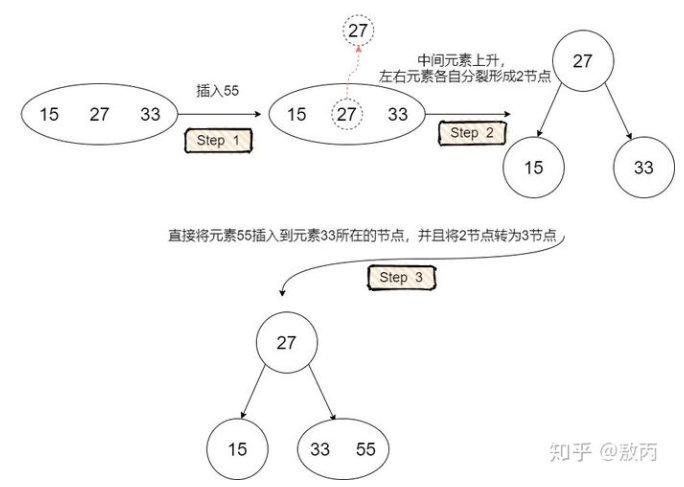 27
中间元素上升，
左右元素各自分裂形成2节点
27
插入55
15 27 33
15 27 33
Step 1
Step 2
15
33
直接将元素55插入到元素33所在的节点，并且将2节点转为3节点
Step 3
27
15
33 55
知乎 @敖丙